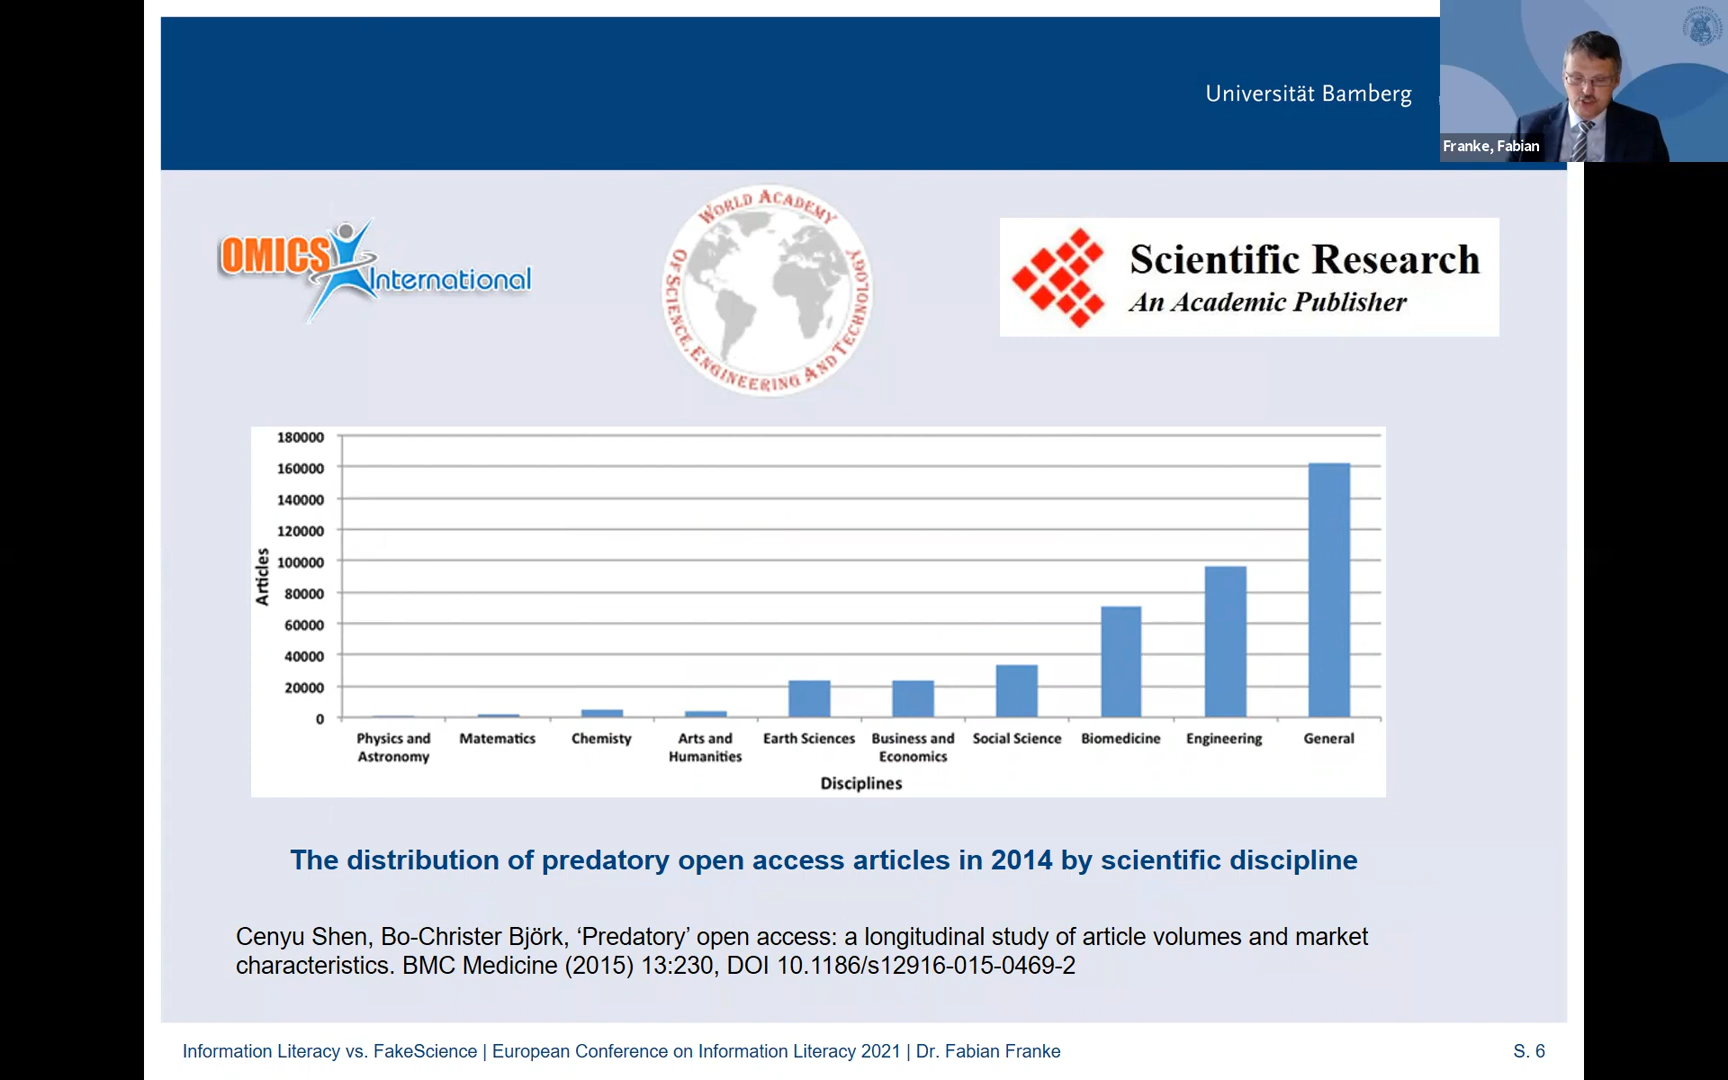 Universität Bamberg
Franke, Fabian
OMICS International
WORLD ACADEMY
OF SCIENCE, ENGINEERING AND TECHNOLOGY
Scientific Research
An Academic Publisher
180000
160000
140000
120000
100000
80000
60000
40000
20000
0
Articles
Physics and Astronomy
Matematics
Chemisty
Arts and Humanities
Earth Sciences
Business and Economics
Social Science
Biomedicine
Engineering
General
Disciplines
The distribution of predatory open access articles in 2014 by scientific discipline
Cenyu Shen, Bo-Christer Björk, ‘Predatory’ open access: a longitudinal study of article volumes and market
characteristics. BMC Medicine (2015) 13:230, DOI 10.1186/s12916-015-0469-2
Information Literacy vs. FakeScience | European Conference on Information Literacy 2021 | Dr. Fabian Franke
S. 6